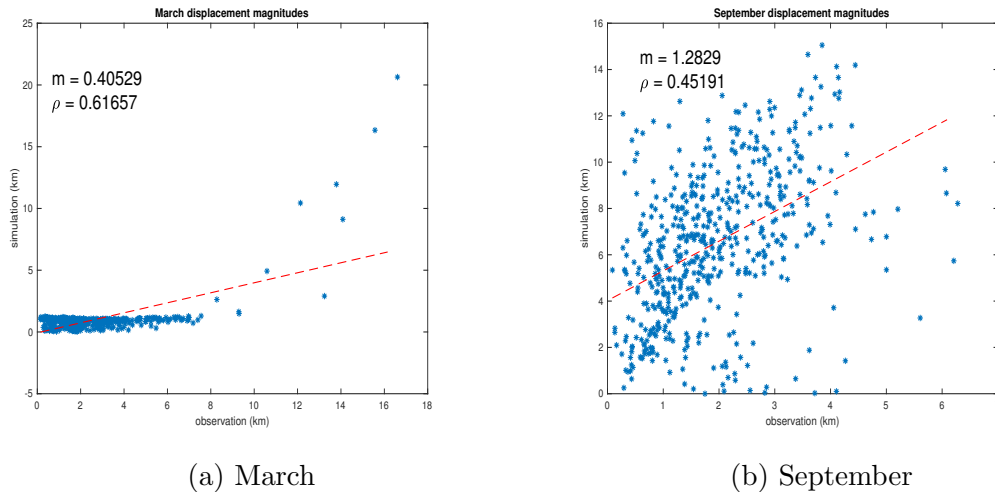 March displacement magnitudes
25
20
15
10
5
0
-5
simulation (km)
m = 0.40529
ρ = 0.61657
0 2 4 6 8 10 12 14 16 18
observation (km)
(a) March
September displacement magnitudes
16
14
12
10
8
6
4
2
0
simulation (km)
m = 1.2829
ρ = 0.45191
0 1 2 3 4 5 6
observation (km)
(b) September